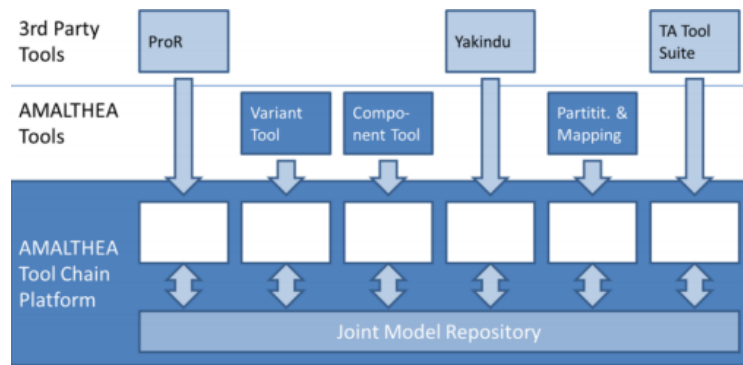 3rd Party
Tools
ProR
Yakindu
TA Tool
Suite
AMALTHEA
Tools
Variant
Tool
Compo-
nent Tool
Partitit. &
Mapping
AMALTHEA
Tool Chain
Platform
Joint Model Repository